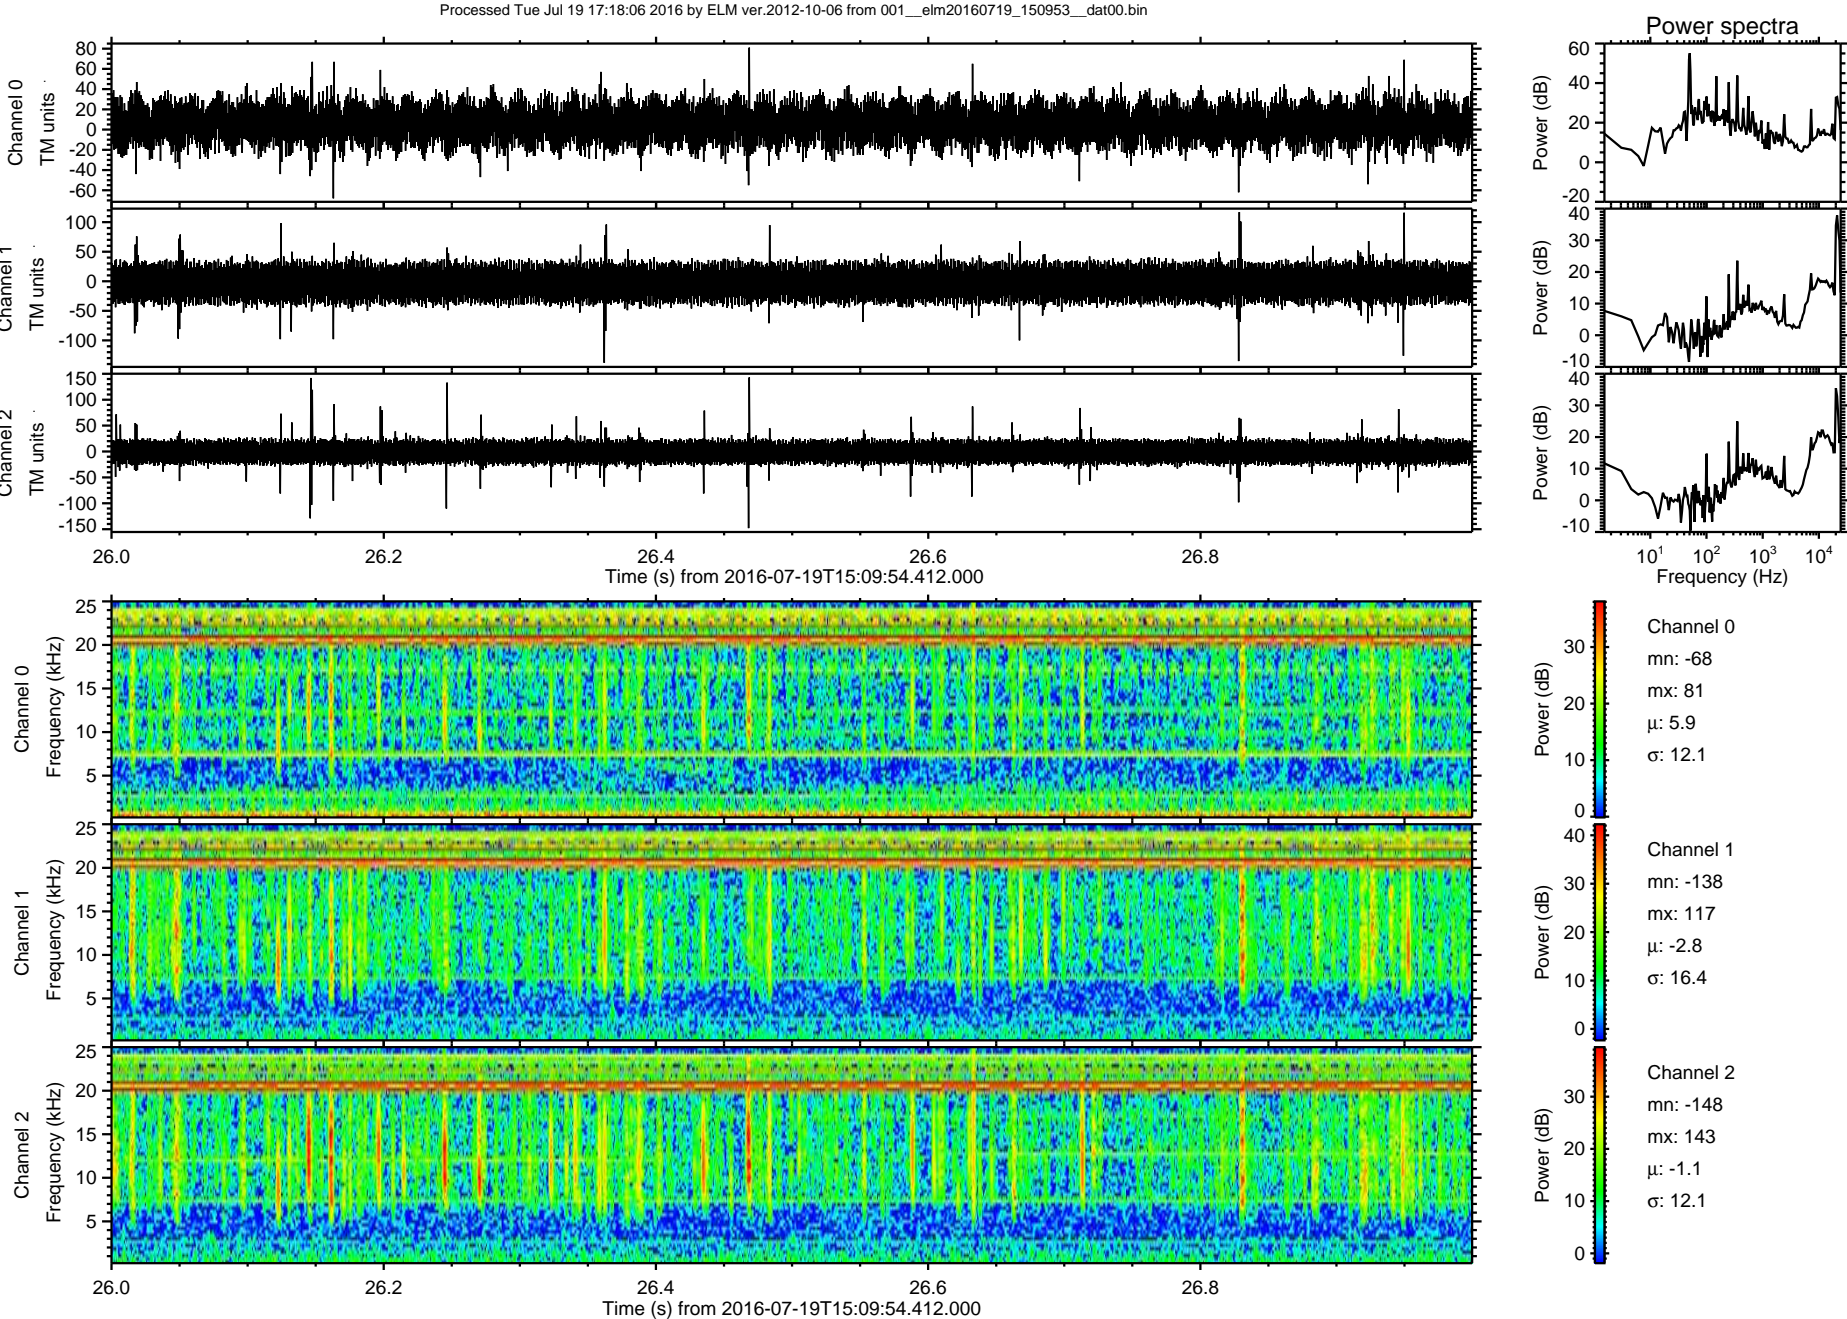 Processed Tue Jul 19 17:18:06 2016 by ELM ver.2012-10-06 from 001__elm20160719_150953__dat00.bin
Power spectra
Channel 0
TM units
80
60
40
20
0
-20
-40
-60
Power (dB)
60
40
20
0
-20
Channel 1
TM units
100
50
0
-50
-100
Power (dB)
40
30
20
10
0
-10
Channel 2
TM units
150
100
50
0
-50
-100
-150
Power (dB)
40
30
20
10
0
-10
26.0 26.2 26.4 26.6 26.8
Time (s) from 2016-07-19T15:09:54.412.000
10^1 10^2 10^3 10^4
Frequency (Hz)
Channel 0
Frequency (kHz)
25
20
15
10
5
Power (dB)
30
20
10
0
Channel 0
mn: -68
mx: 81
μ: 5.9
σ: 12.1
Channel 1
Frequency (kHz)
25
20
15
10
5
Power (dB)
40
30
20
10
0
Channel 1
mn: -138
mx: 117
μ: -2.8
σ: 16.4
Channel 2
Frequency (kHz)
25
20
15
10
5
Power (dB)
30
20
10
0
Channel 2
mn: -148
mx: 143
μ: -1.1
σ: 12.1
26.0 26.2 26.4 26.6 26.8
Time (s) from 2016-07-19T15:09:54.412.000